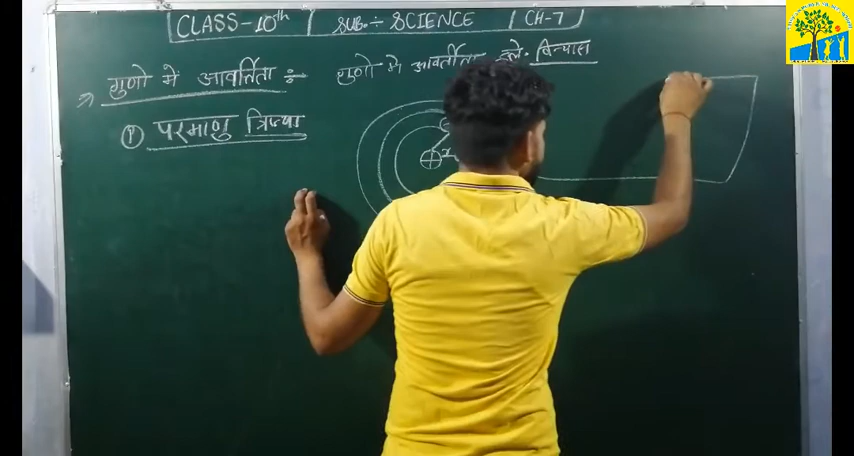 CLASS-10th | SUB.÷ SCIENCE | CH-7
⇒ गुणो मे आवर्तिता ÷ गुणो मे आवर्तीता विन्यास
① परमाणु त्रिज्या